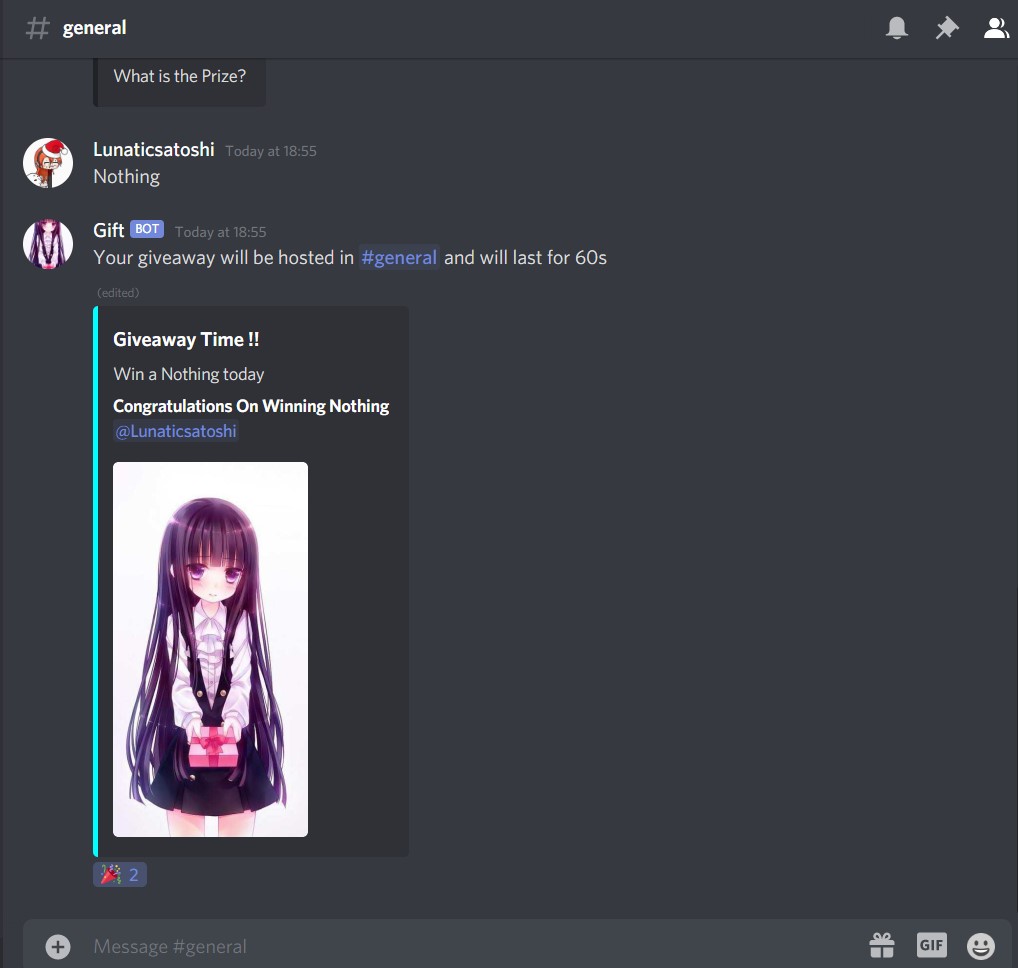 general
What is the Prize?
Lunaticsatoshi Today at 18:55
Nothing
Gift BOT Today at 18:55
Your giveaway will be hosted in #general and will last for 60s
(edited)
Giveaway Time !!
Win a Nothing today
Congratulations On Winning Nothing
@Lunaticsatoshi
2
Message #general
GIF